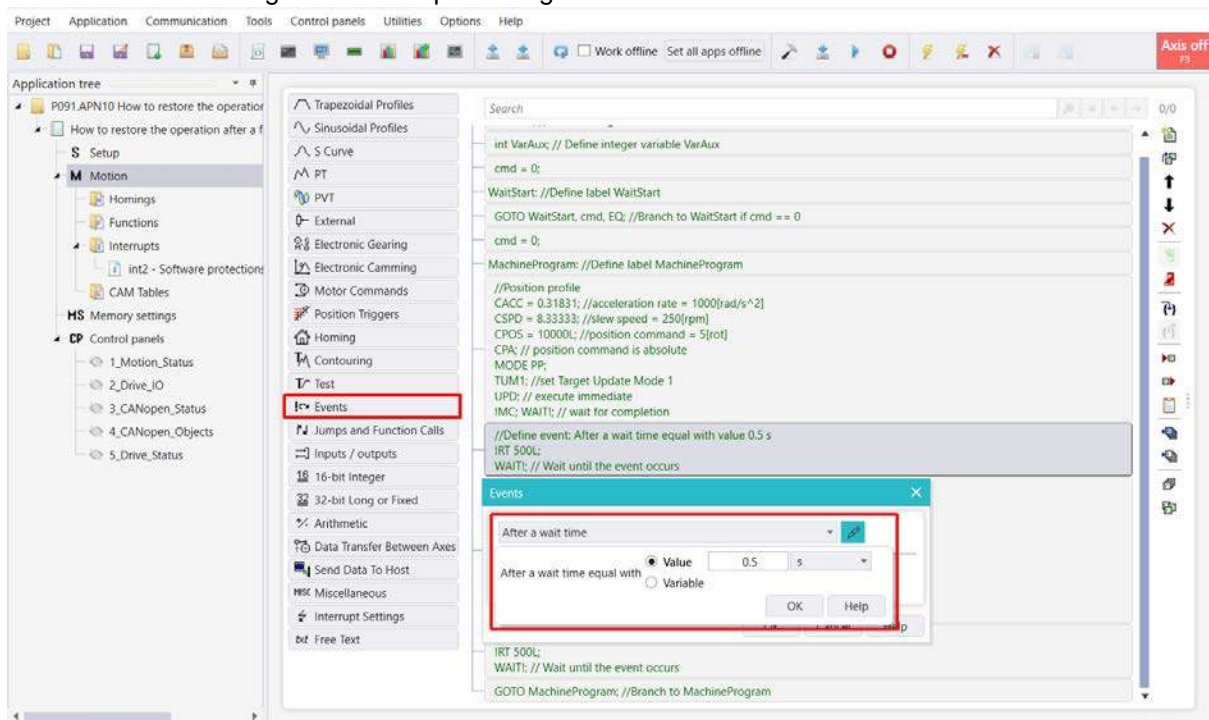 Project Application Communication Tools Control panels Utilities Options Help
Work offline Set all apps offline
Axis off
F3
Application tree
P091.APN10 How to restore the operation
How to restore the operation after a f
S Setup
M Motion
Homings
Functions
Interrupts
int2 - Software protections
CAM Tables
MS Memory settings
CP Control panels
1_Motion_Status
2_Drive_IO
3_CANopen_Status
4_CANopen_Objects
5_Drive_Status
Trapezoidal Profiles
Sinusoidal Profiles
S Curve
PT
PVT
External
Electronic Gearing
Electronic Camming
Motor Commands
Position Triggers
Homing
Contouring
Test
Events
Jumps and Function Calls
Inputs / outputs
16 16-bit Integer
32 32-bit Long or Fixed
Arithmetic
Data Transfer Between Axes
Send Data To Host
MISC Miscellaneous
Interrupt Settings
txt Free Text
Search
0/0
int VarAux; // Define integer variable VarAux
cmd = 0;
WaitStart: //Define label WaitStart
GOTO WaitStart, cmd, EQ; //Branch to WaitStart if cmd == 0
cmd = 0;
MachineProgram: //Define label MachineProgram
//Position profile
CACC = 0.31831; //acceleration rate = 1000[rad/s^2]
CSPD = 8.33333; //slew speed = 250[rpm]
CPOS = 10000L; //position command = 5[rot]
CPA; // position command is absolute
MODE PP;
TUM1; //set Target Update Mode 1
UPD; // execute immediate
!MC; WAIT!; // wait for completion
//Define event: After a wait time equal with value 0.5 s
!RT 500L;
WAIT!; // Wait until the event occurs
Events
After a wait time
After a wait time equal with
Value 0.5 s
Variable
OK Help
Help
!RT 500L;
WAIT!; // Wait until the event occurs
GOTO MachineProgram; //Branch to MachineProgram